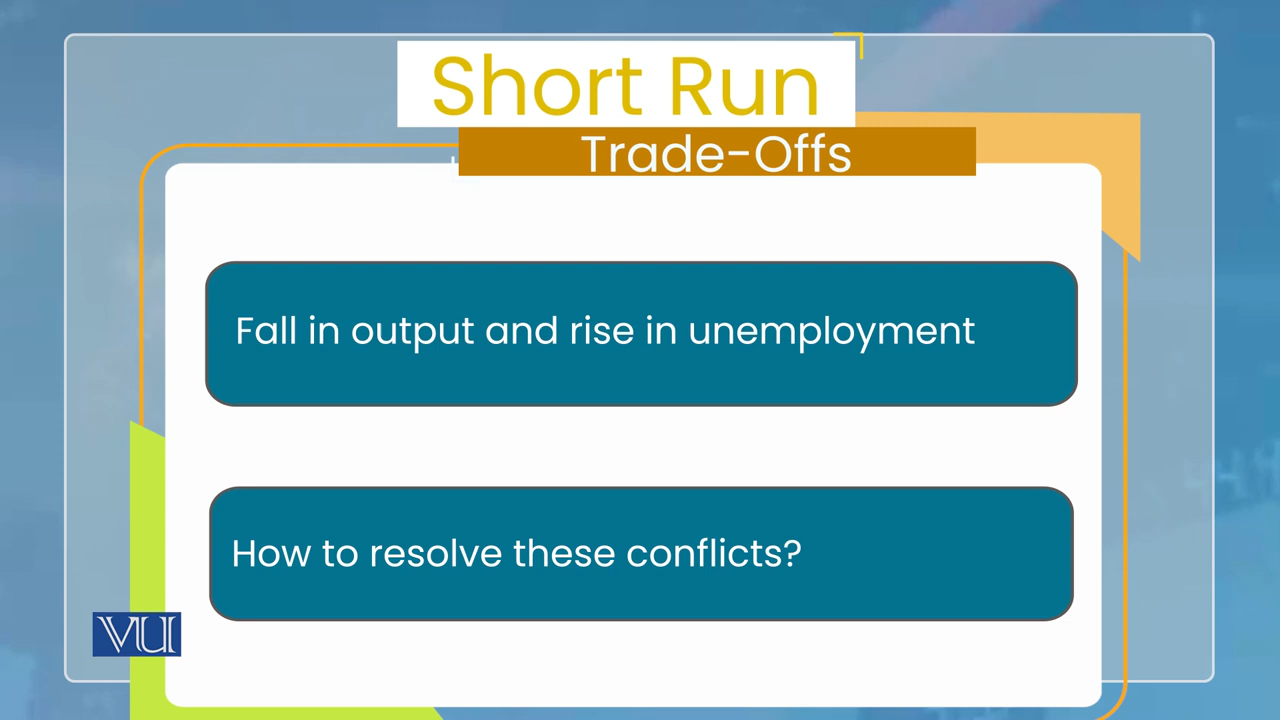 Short Run
Trade-Offs
Fall in output and rise in unemployment
How to resolve these conflicts?
VU